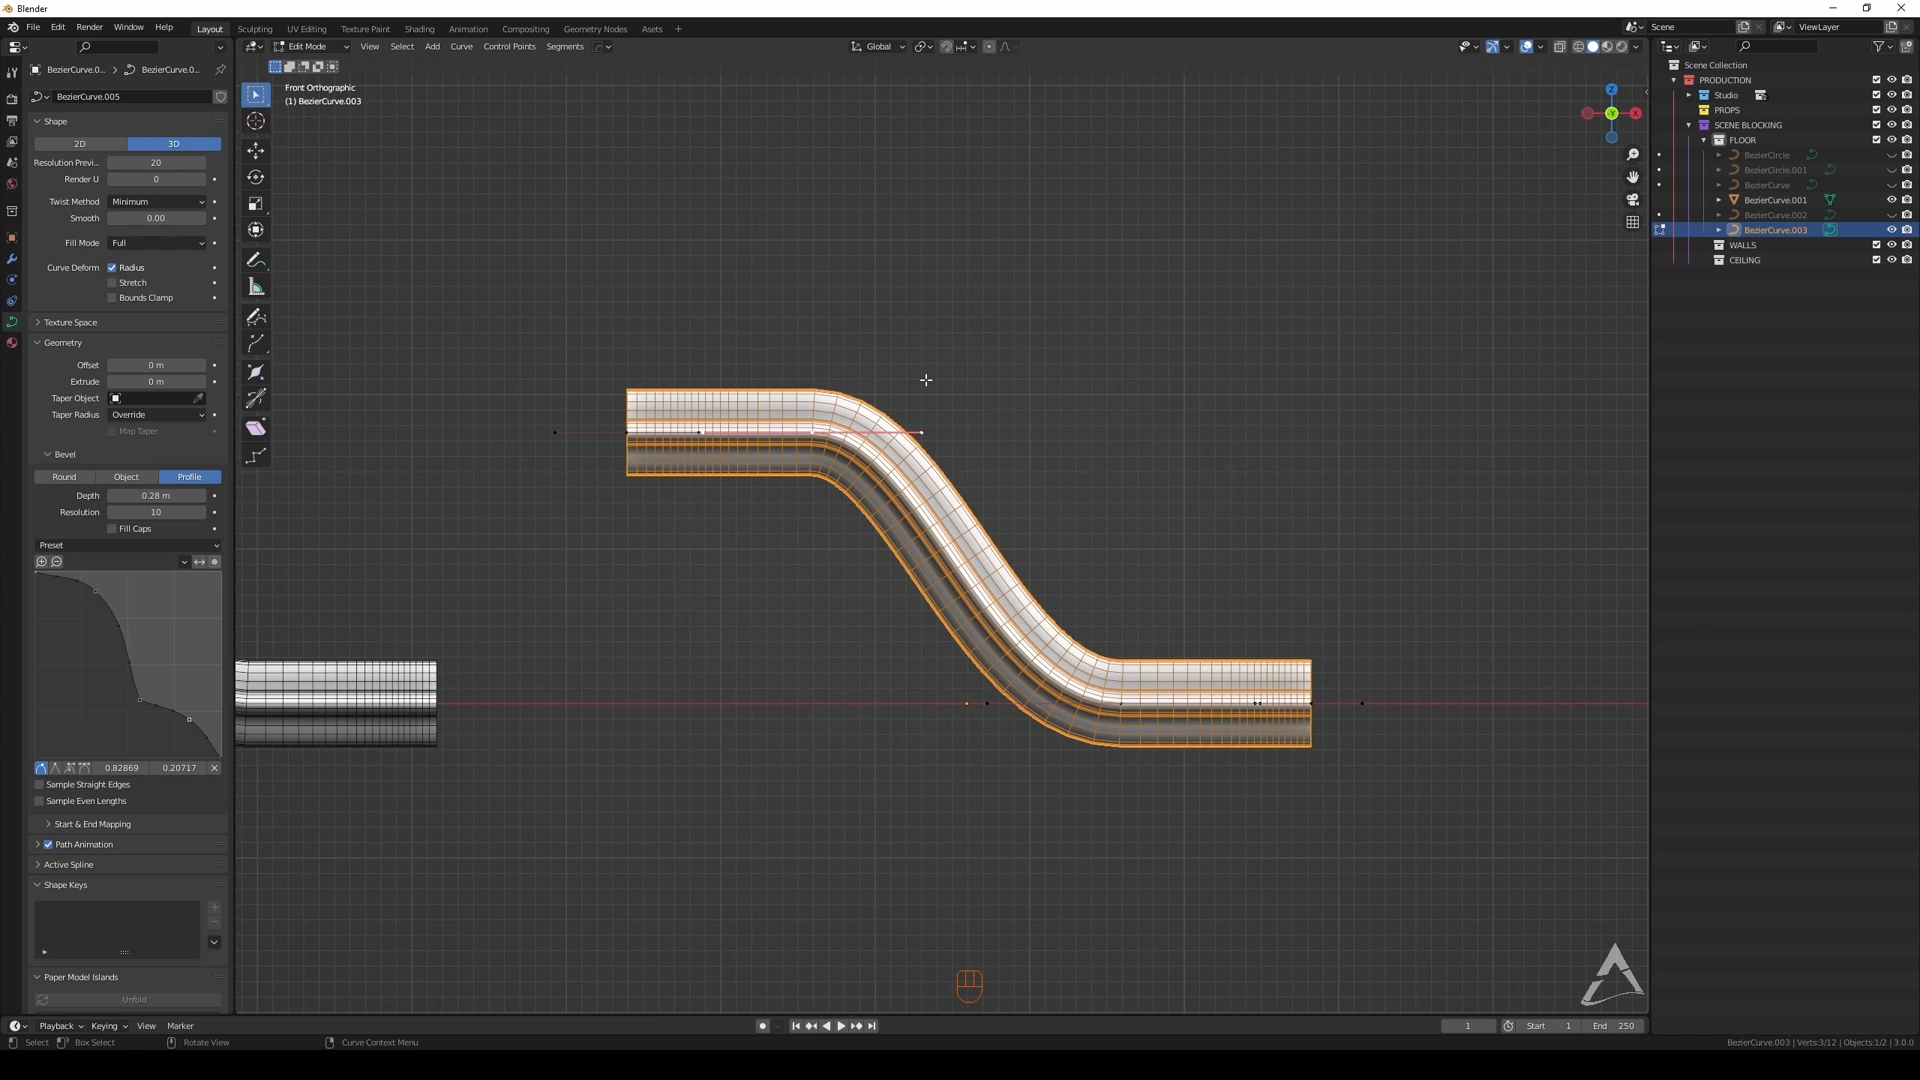 Blender
File Edit Render Window Help Layout Sculpting UV Editing Texture Paint Shading Animation Compositing Geometry Nodes Assets + Scene ViewLayer
Edit Mode View Select Add Curve Control Points Segments Global
BezierCurve.0... > BezierCurve.0...
BezierCurve.005
Shape
2D 3D
Resolution Previ... 20
Render U 0
Twist Method Minimum
Smooth 0.00
Fill Mode Full
Curve Deform Radius
Stretch
Bounds Clamp
Texture Space
Geometry
Offset 0 m
Extrude 0 m
Taper Object
Taper Radius Override
Map Taper
Bevel
Round Object Profile
Depth 0.28 m
Resolution 10
Fill Caps
Preset
0.82869 0.20717
Sample Straight Edges
Sample Even Lengths
Start & End Mapping
Path Animation
Active Spline
Shape Keys
Paper Model Islands
Unfold
Front Orthographic
(1) BezierCurve.003
Z
Y
X
Scene Collection
PRODUCTION
Studio
PROPS
SCENE BLOCKING
FLOOR
BezierCircle
BezierCircle.001
BezierCurve
BezierCurve.001
BezierCurve.002
BezierCurve.003
WALLS
CEILING
Playback Keying View Marker 1 Start 1 End 250
Select Box Select Rotate View Curve Context Menu BezierCurve.003 | Verts:3/12 | Objects:1/2 | 3.0.0